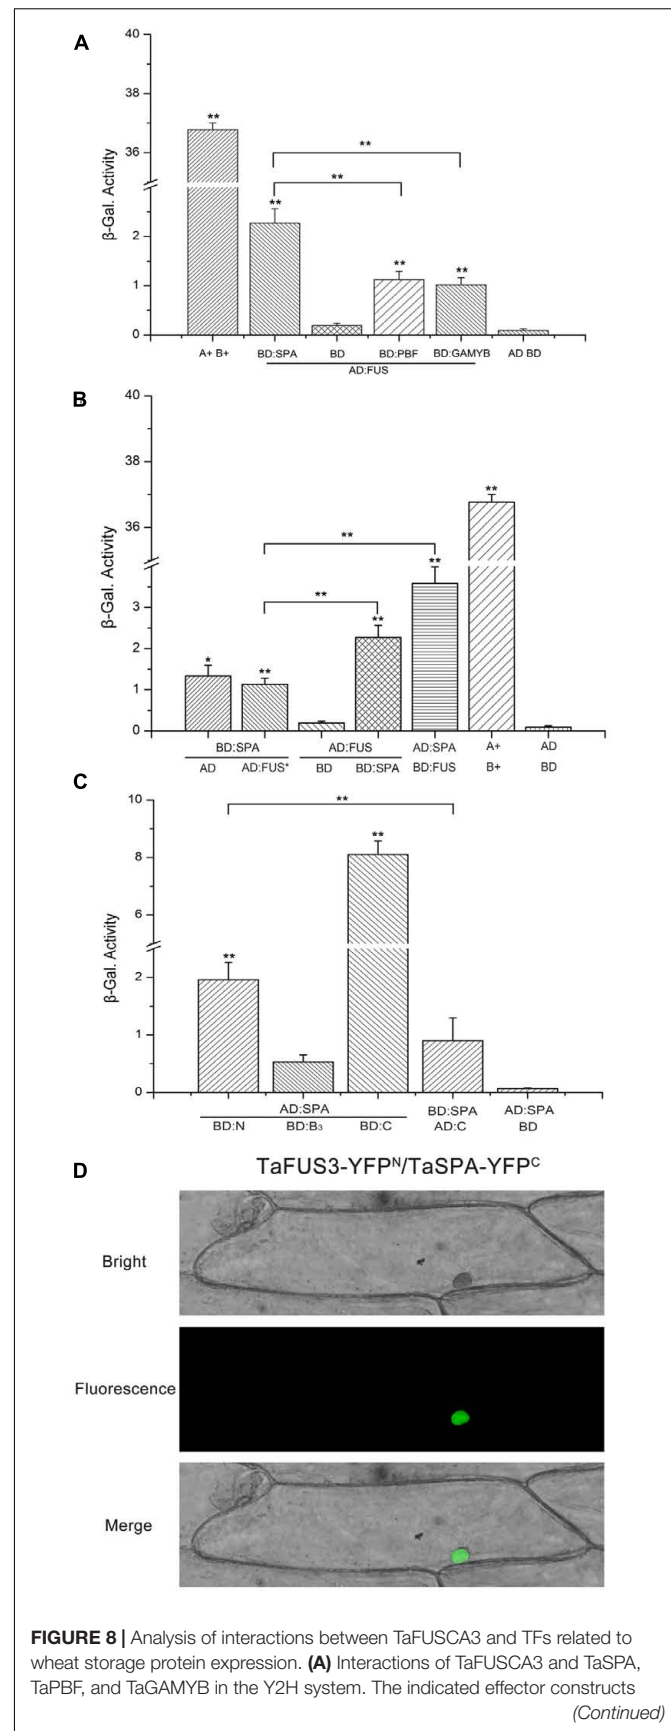 A
40
38
36
2
1
0
β-Gal. Activity
**
**
**
**
**
**
A+ B+
BD:SPA
BD
BD:PBF
BD:GAMYB
AD BD
AD:FUS
B
40
38
36
3
2
1
0
β-Gal. Activity
*
**
**
**
**
**
**
BD:SPA
AD:FUS
AD:SPA
A+
AD
AD
AD:FUS*
BD
BD:SPA
BD:FUS
B+
BD
C
10
8
6
2
1
0
β-Gal. Activity
**
**
**
AD:SPA
BD:SPA
AD:SPA
BD:N
BD:B₃
BD:C
AD:C
BD
D
TaFUS3-YFPᴺ/TaSPA-YFPᶜ
Bright
Fluorescence
Merge
FIGURE 8 | Analysis of interactions between TaFUSCA3 and TFs related to
wheat storage protein expression. (A) Interactions of TaFUSCA3 and TaSPA,
TaPBF, and TaGAMYB in the Y2H system. The indicated effector constructs
(Continued)